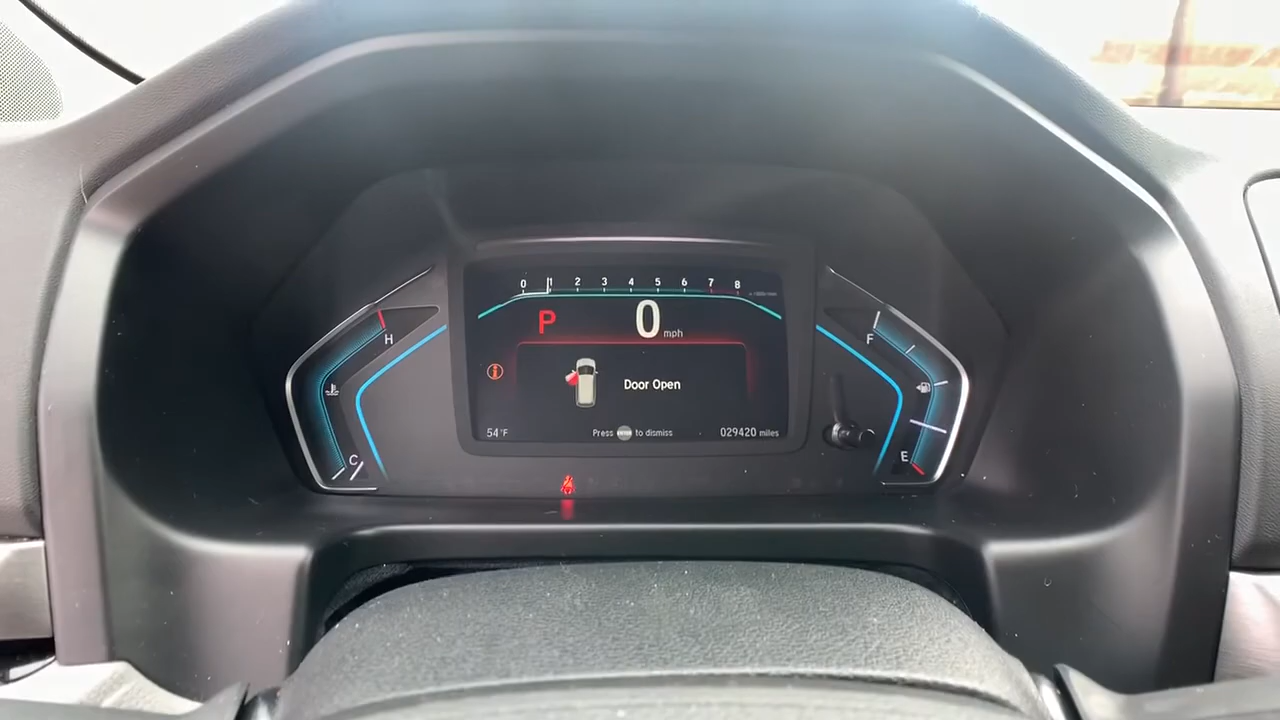 0 1 2 3 4 5 6 7 8
P
0 mph
H
F
Door Open
C
E
54°F
Press ENTER to dismiss
029420 miles